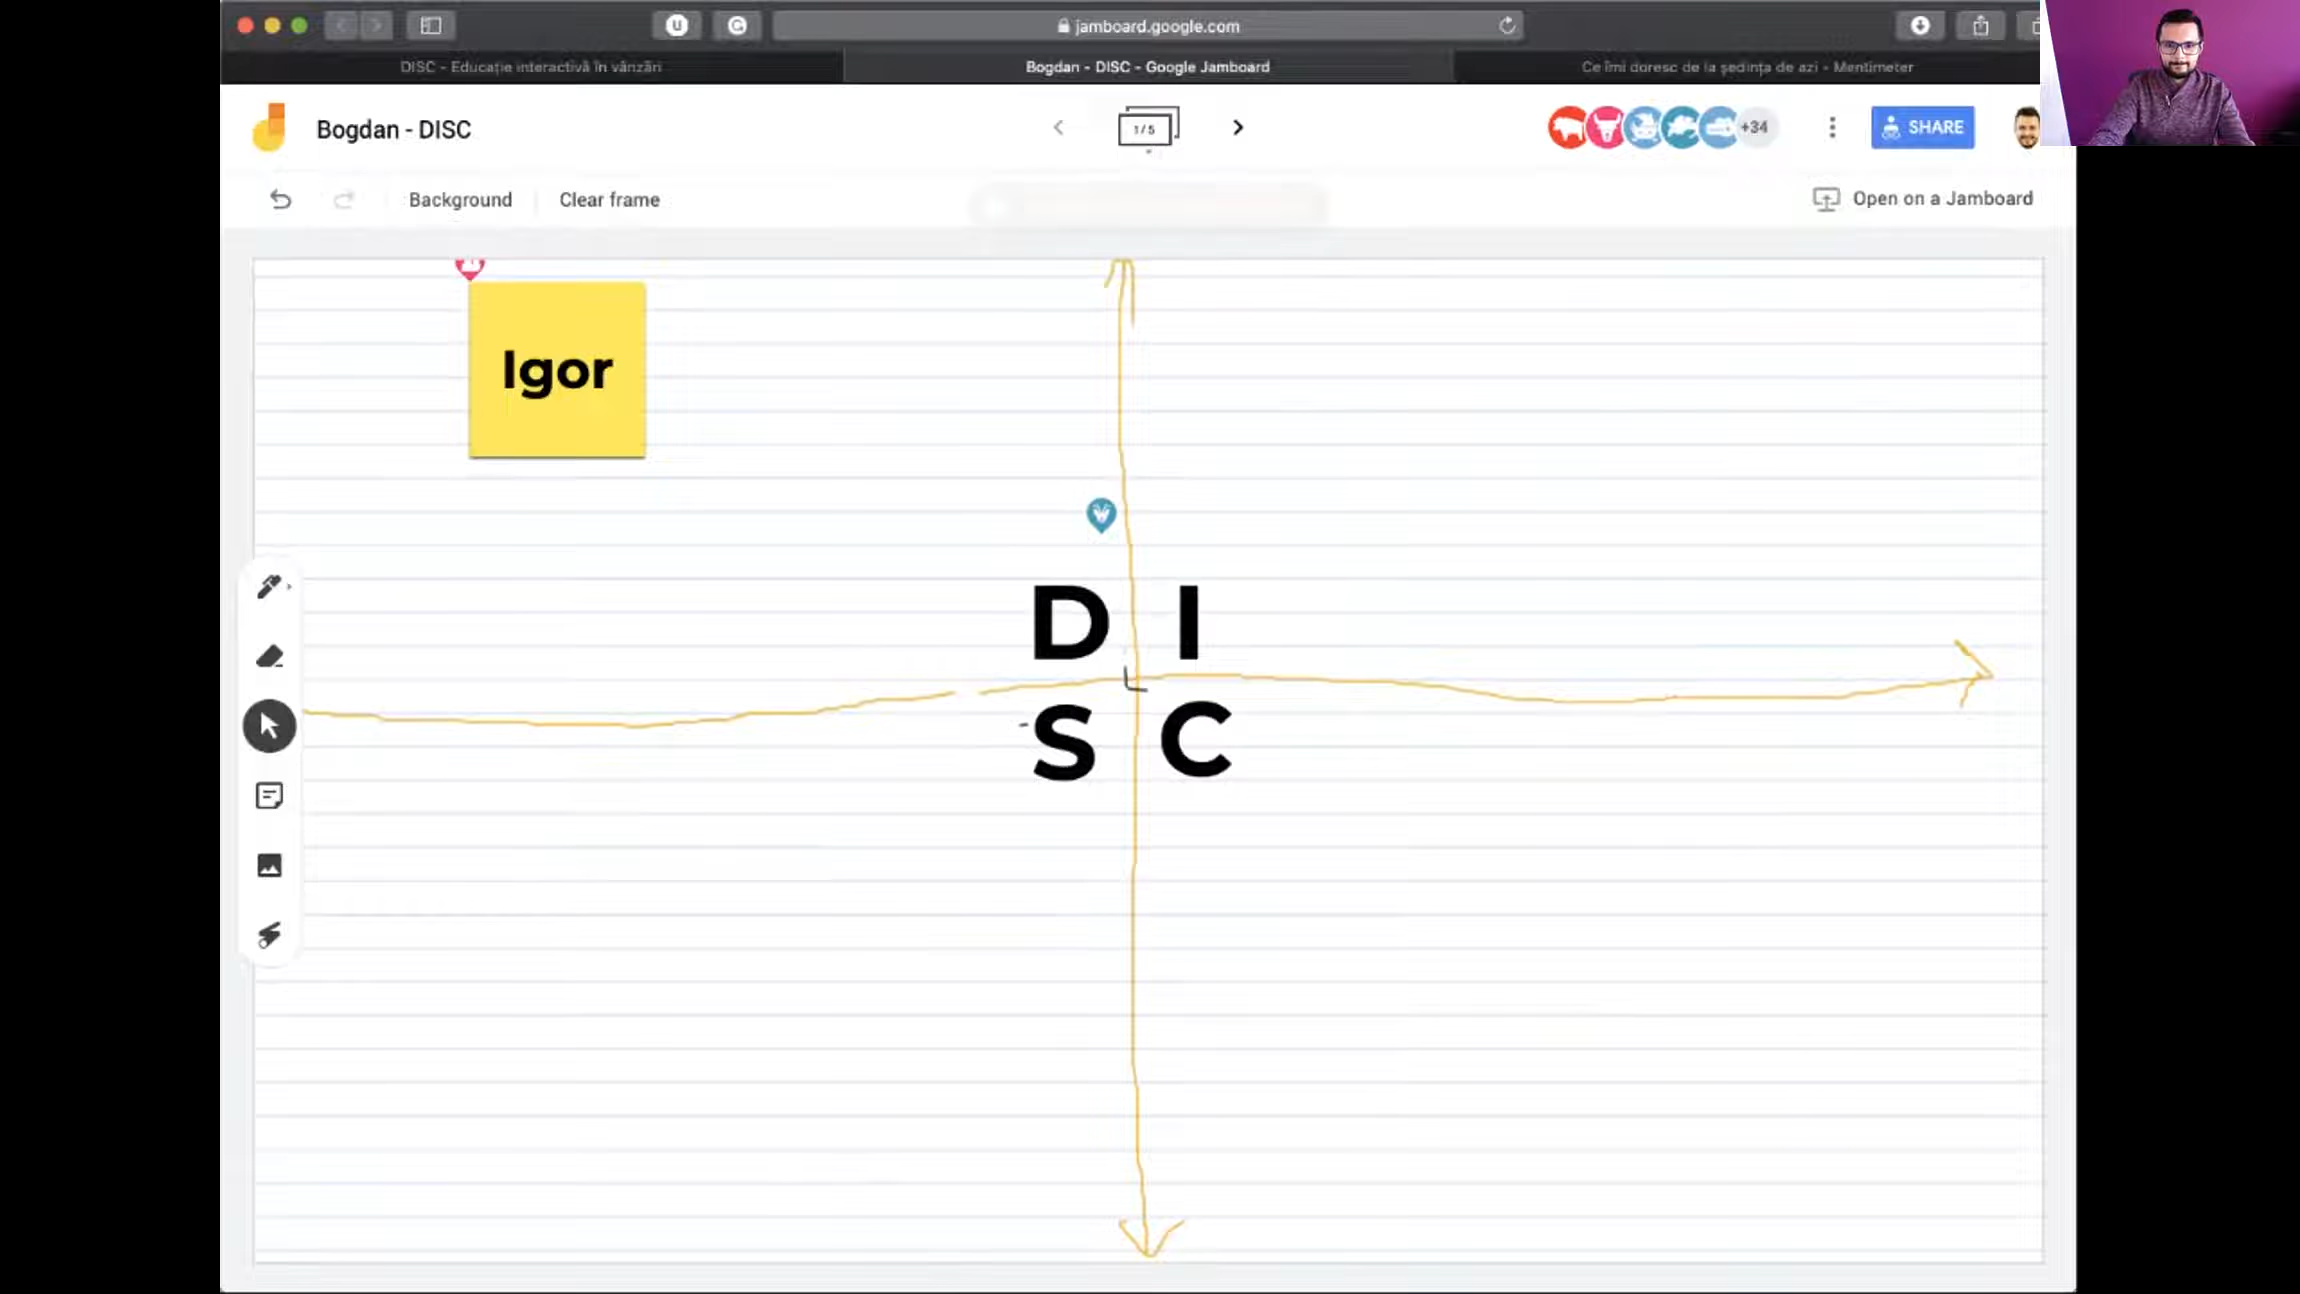 jamboard.google.com
DISC - Educație interactivă în vânzări
Bogdan - DISC - Google Jamboard
Ce îmi doresc de la ședința de azi - Mentimeter
Bogdan - DISC
1/5
+34
SHARE
Background
Clear frame
Open on a Jamboard
Igor
D I
S C